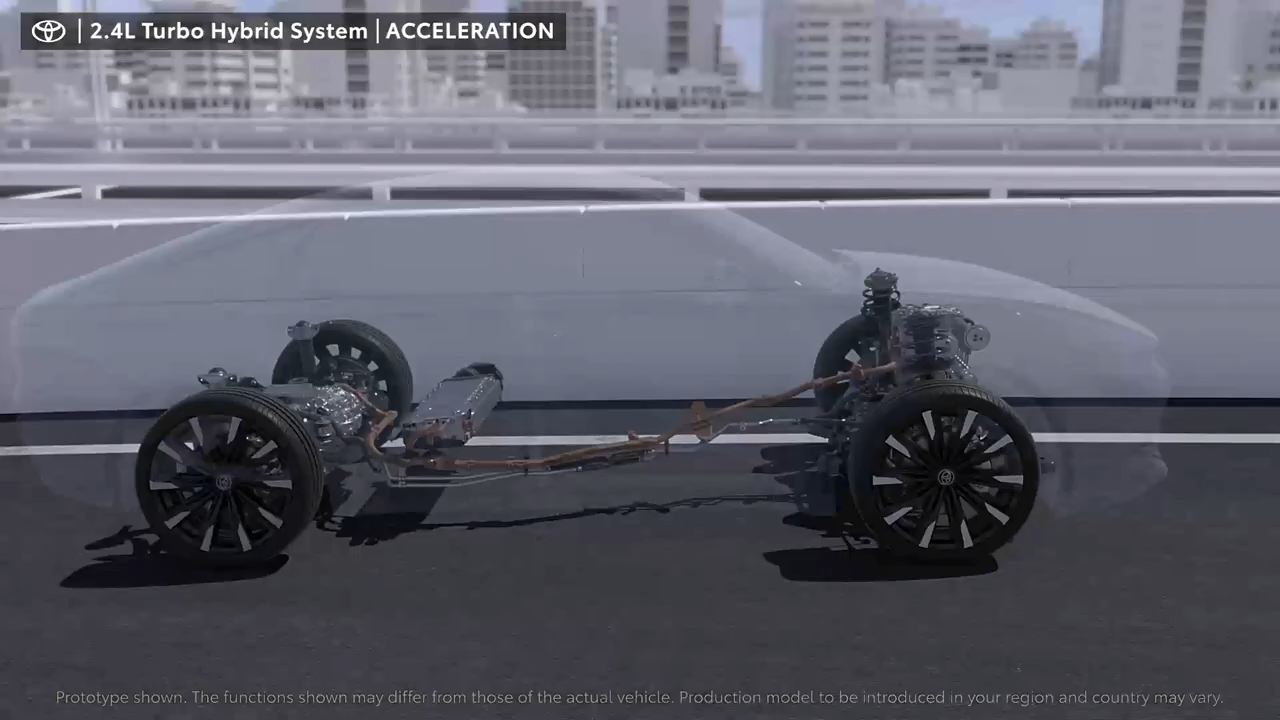 2.4L Turbo Hybrid System | ACCELERATION
Prototype shown. The functions shown may differ from those of the actual vehicle. Production model to be introduced in your region and country may vary.